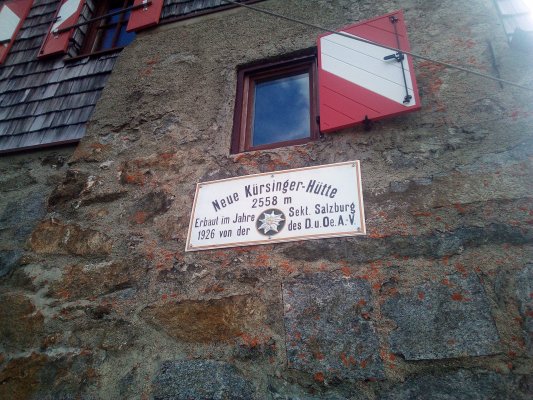 Neue Kürsinger-Hütte
2558 m
Erbaut im Jahre Sekt. Salzburg
1926 von der des D.u.Oe.A.-V